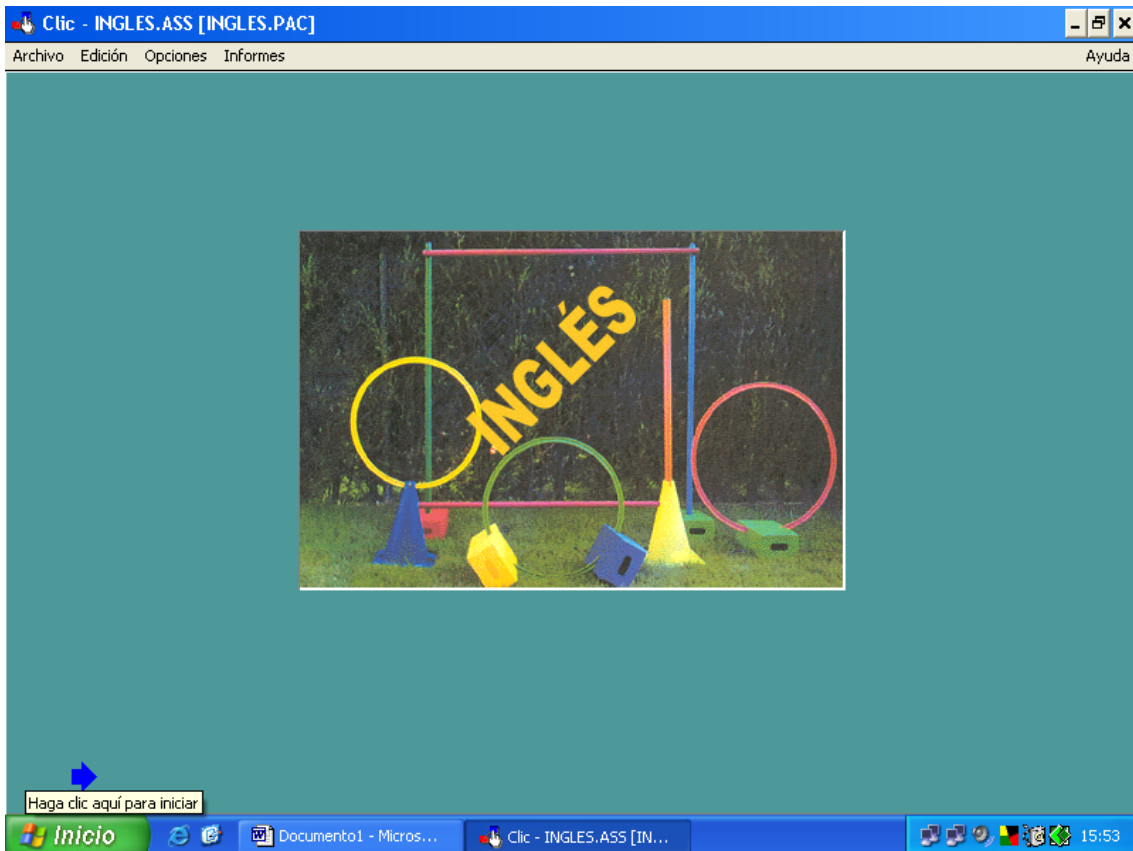 Clic - INGLES.ASS [INGLES.PAC]
Archivo Edición Opciones Informes Ayuda
INGLÉS
Haga clic aquí para iniciar
Inicio Documento1 - Micros... Clic - INGLES.ASS [IN... 15:53